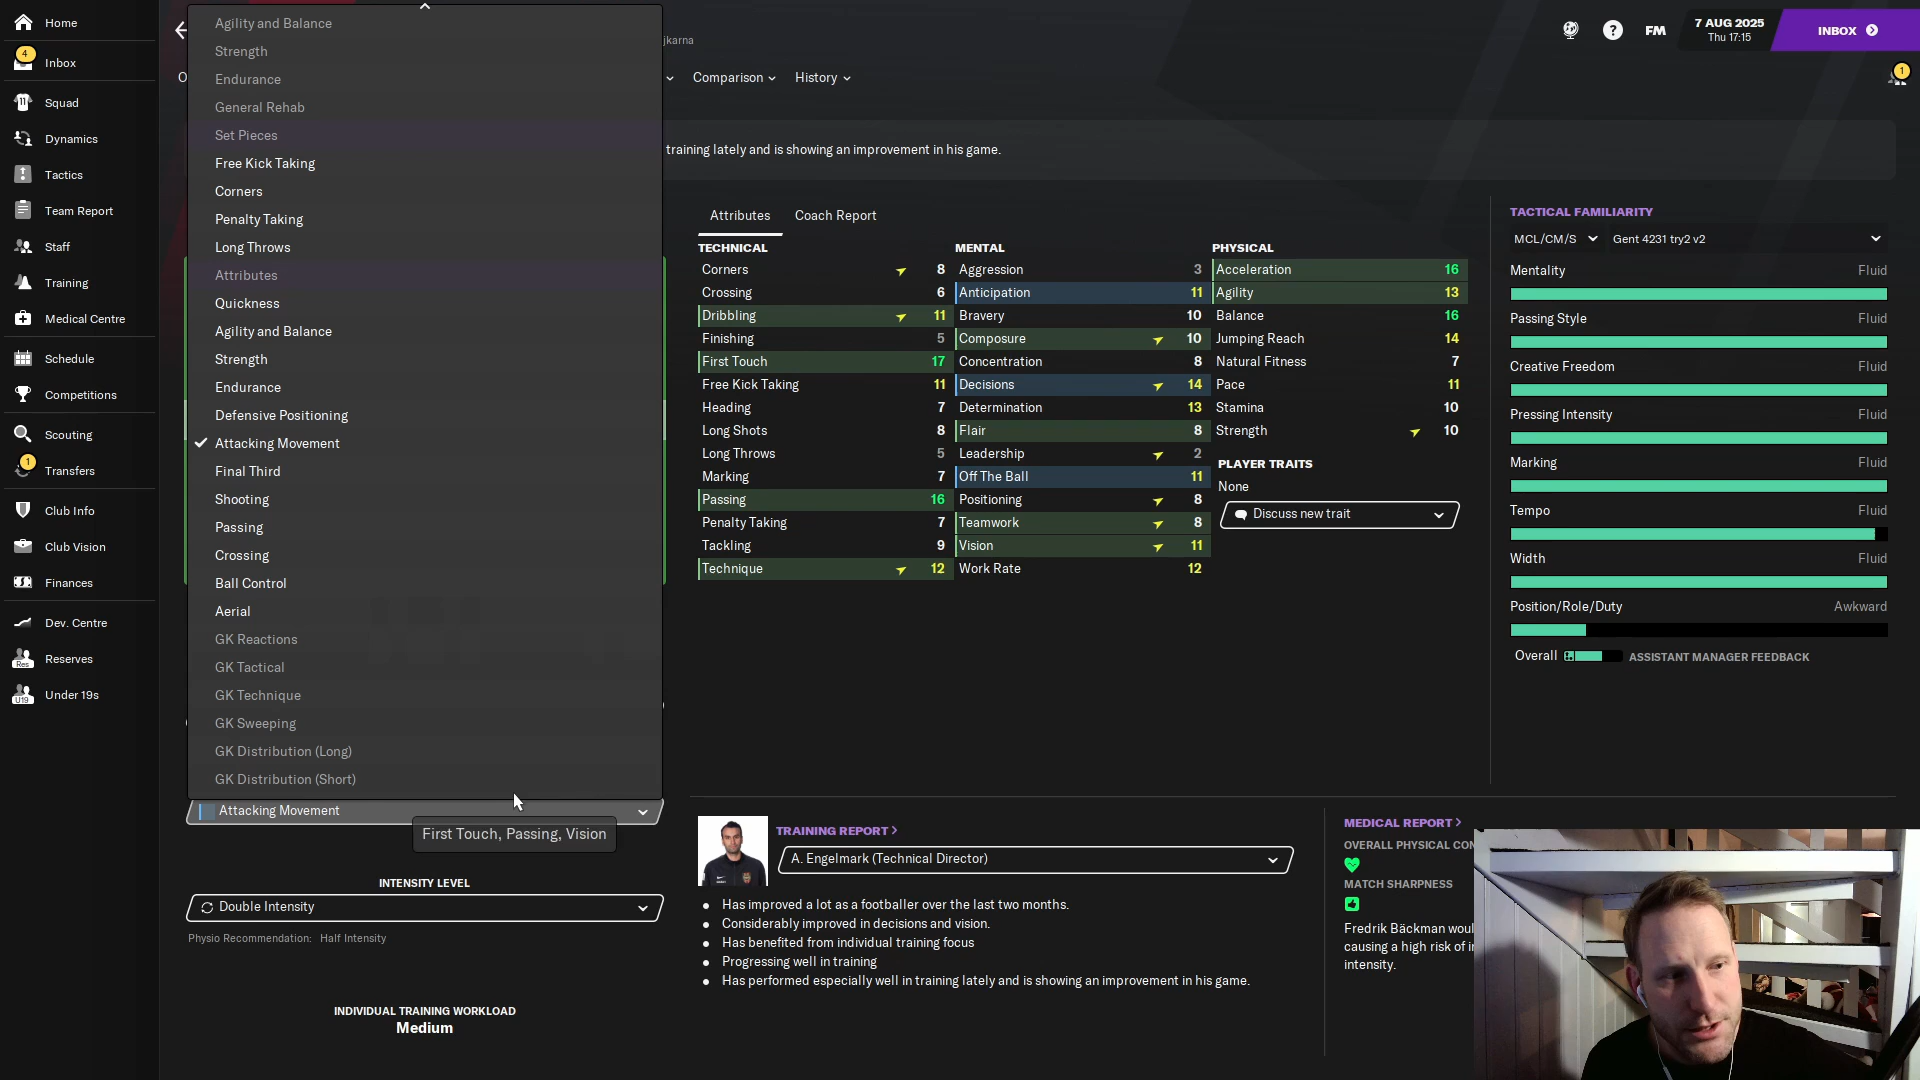 Home
4
Inbox
Squad
Dynamics
Tactics
Team Report
Staff
Training
Medical Centre
Schedule
Competitions
Scouting
1
Transfers
Club Info
Club Vision
Finances
Dev. Centre
Res
Reserves
U19
Under 19s
Agility and Balance
Strength
Endurance
General Rehab
Set Pieces
Free Kick Taking
Corners
Penalty Taking
Long Throws
Attributes
Quickness
Agility and Balance
Strength
Endurance
Defensive Positioning
Attacking Movement
Final Third
Shooting
Passing
Crossing
Ball Control
Aerial
GK Reactions
GK Tactical
GK Technique
GK Sweeping
GK Distribution (Long)
GK Distribution (Short)
Attacking Movement
First Touch, Passing, Vision
INTENSITY LEVEL
Double Intensity
Physio Recommendation: Half Intensity
INDIVIDUAL TRAINING WORKLOAD
Medium
jkarna
O
Comparison
History
FM
7 AUG 2025
Thu 17:15
INBOX
1
training lately and is showing an improvement in his game.
Attributes
Coach Report
TECHNICAL
Corners 8
Crossing 6
Dribbling 11
Finishing 5
First Touch 17
Free Kick Taking 11
Heading 7
Long Shots 8
Long Throws 5
Marking 7
Passing 16
Penalty Taking 7
Tackling 9
Technique 12
MENTAL
Aggression 3
Anticipation 11
Bravery 10
Composure 10
Concentration 8
Decisions 14
Determination 13
Flair 8
Leadership 2
Off The Ball 11
Positioning 8
Teamwork 8
Vision 11
Work Rate 12
PHYSICAL
Acceleration 16
Agility 13
Balance 16
Jumping Reach 14
Natural Fitness 7
Pace 11
Stamina 10
Strength 10
PLAYER TRAITS
None
Discuss new trait
TACTICAL FAMILIARITY
MCL/CM/S
Gent 4231 try2 v2
Mentality Fluid
Passing Style Fluid
Creative Freedom Fluid
Pressing Intensity Fluid
Marking Fluid
Tempo Fluid
Width Fluid
Position/Role/Duty Awkward
Overall
ASSISTANT MANAGER FEEDBACK
TRAINING REPORT
A. Engelmark (Technical Director)
Has improved a lot as a footballer over the last two months.
Considerably improved in decisions and vision.
Has benefited from individual training focus
Progressing well in training
Has performed especially well in training lately and is showing an improvement in his game.
MEDICAL REPORT
OVERALL PHYSICAL CON
MATCH SHARPNESS
Fredrik Bäckman woul
causing a high risk of in
intensity.